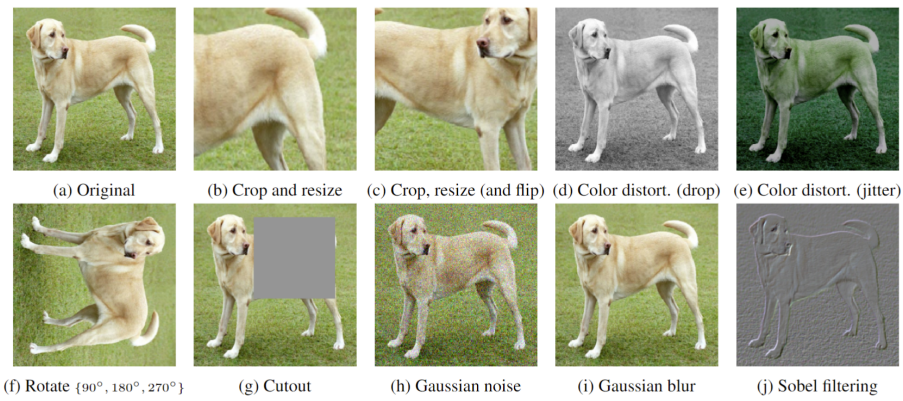 (a) Original
(b) Crop and resize
(c) Crop, resize (and flip)
(d) Color distort. (drop)
(e) Color distort. (jitter)
(f) Rotate {90°, 180°, 270°}
(g) Cutout
(h) Gaussian noise
(i) Gaussian blur
(j) Sobel filtering